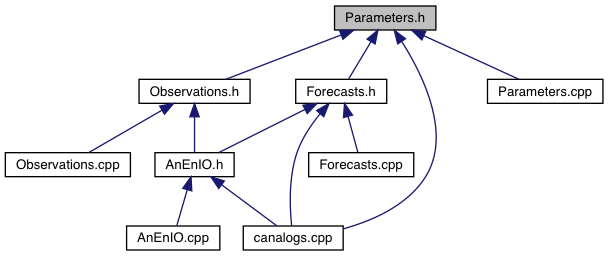 Parameters.h
Observations.h
Forecasts.h
Parameters.cpp
Observations.cpp
AnEnIO.h
Forecasts.cpp
AnEnIO.cpp
canalogs.cpp